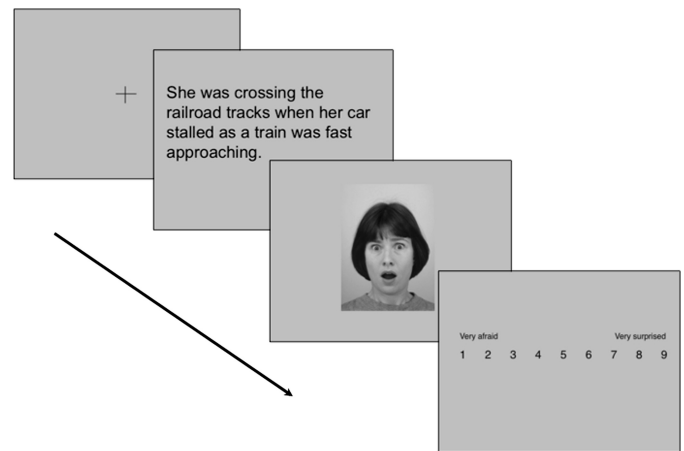 She was crossing the
railroad tracks when her car
stalled as a train was fast
approaching.
Very afraid Very surprised
1 2 3 4 5 6 7 8 9